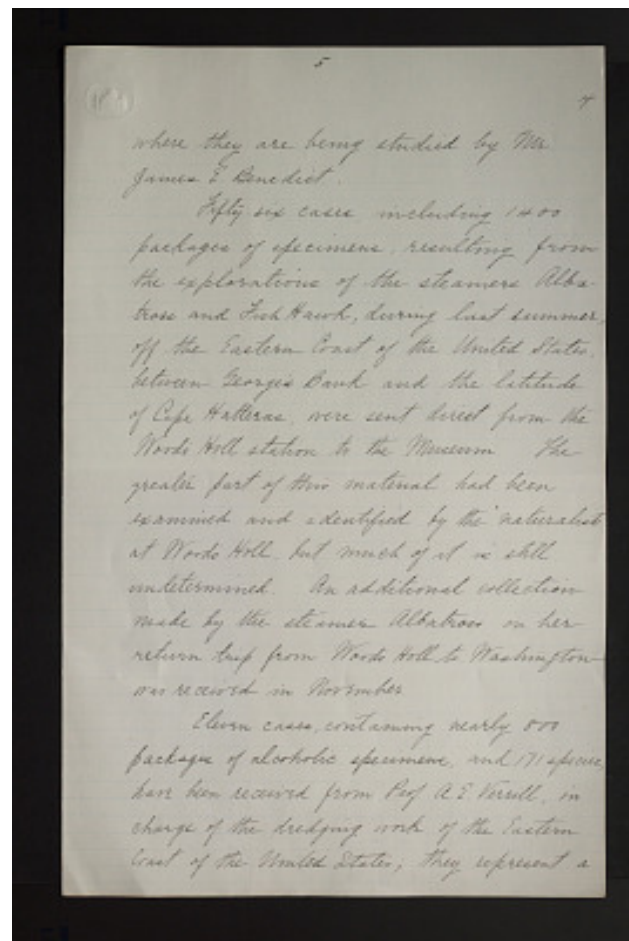 5
4
where they are being studied by Mr
James E Benedict.
Fifty six cases including 1400
packages of specimens, resulting from
the explorations of the steamers Alba-
tross and Fish Hawk, during last summer,
off the Eastern Coast of the United States,
between Georges Bank and the latitude
of Cape Hatteras, were sent direct from the
Woods Holl station to the Museum The
greater part of this material had been
examined and identified by the naturalists
at Woods Holl, but much of it is still
undetermined. An additional collection
made by the steamer Albatross on her
return trip from Woods Holl to Washington
was received in November
Eleven cases, containing nearly 800
packages of alcoholic specimens, and 171 species,
have been received from Prof A. E. Verrill, in
charge of the dredging work of the Eastern
Coast of the United States; they represent a